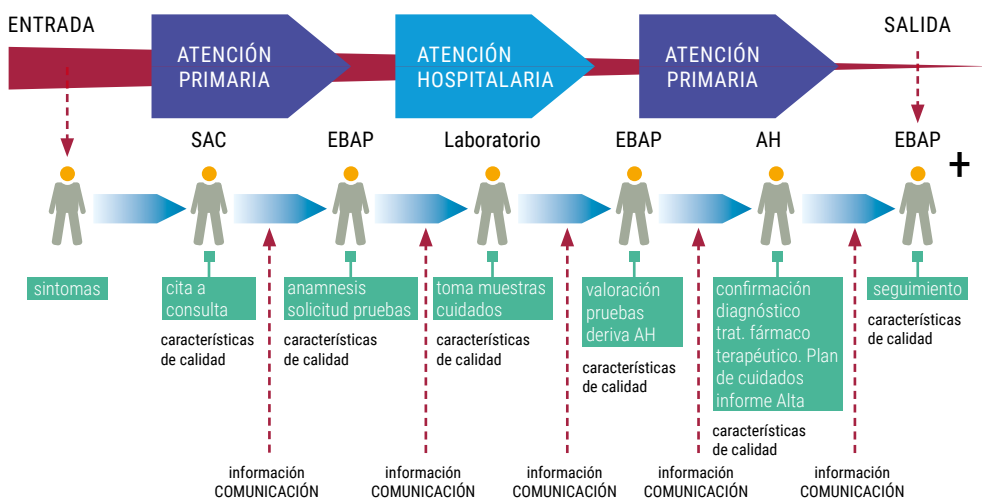 ENTRADA
SALIDA
ATENCIÓN
PRIMARIA
ATENCIÓN
HOSPITALARIA
ATENCIÓN
PRIMARIA
SAC
EBAP
Laboratorio
EBAP
AH
EBAP
+
sintomas
cita a
consulta
características
de calidad
anamnesis
solicitud pruebas
características
de calidad
toma muestras
cuidados
características
de calidad
valoración
pruebas
deriva AH
características
de calidad
confirmación
diagnóstico
trat. fármaco
terapéutico. Plan
de cuidados
informe Alta
características
de calidad
seguimiento
características
de calidad
información
COMUNICACIÓN
información
COMUNICACIÓN
información
COMUNICACIÓN
información
COMUNICACIÓN
información
COMUNICACIÓN